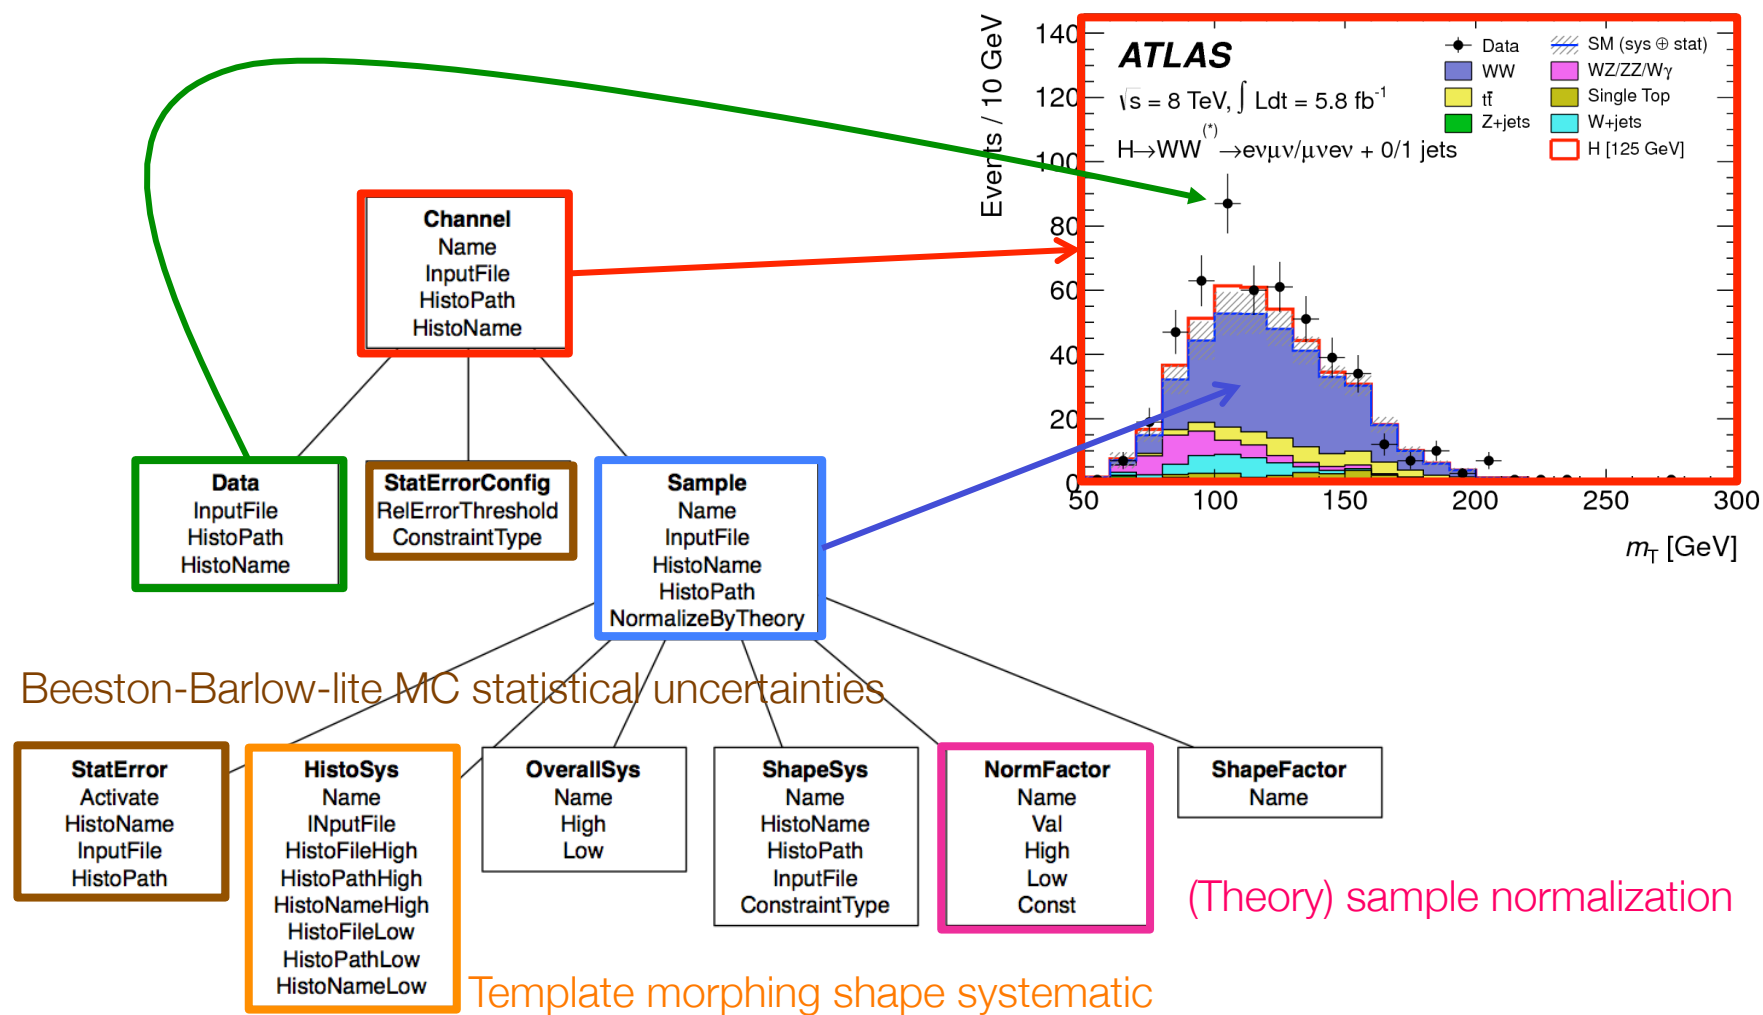 Channel
Name
InputFile
HistoPath
HistoName
Data
InputFile
HistoPath
HistoName
StatErrorConfig
RelErrorThreshold
ConstraintType
Sample
Name
InputFile
HistoName
HistoPath
NormalizeByTheory
Events / 10 GeV
140
120
100
80
60
40
20
0
ATLAS
√s = 8 TeV, ∫ Ldt = 5.8 fb⁻¹
H→WW(*)→eνμν/μνeν + 0/1 jets
Data
WW
tt̄
Z+jets
SM (sys ⊕ stat)
WZ/ZZ/Wγ
Single Top
W+jets
H [125 GeV]
50 100 150 200 250 300
mT [GeV]
Beeston-Barlow-lite MC statistical uncertainties
StatError
Activate
HistoName
InputFile
HistoPath
HistoSys
Name
INputFile
HistoFileHigh
HistoPathHigh
HistoNameHigh
HistoFileLow
HistoPathLow
HistoNameLow
OverallSys
Name
High
Low
ShapeSys
Name
HistoName
HistoPath
InputFile
ConstraintType
NormFactor
Name
Val
High
Low
Const
ShapeFactor
Name
(Theory) sample normalization
Template morphing shape systematic